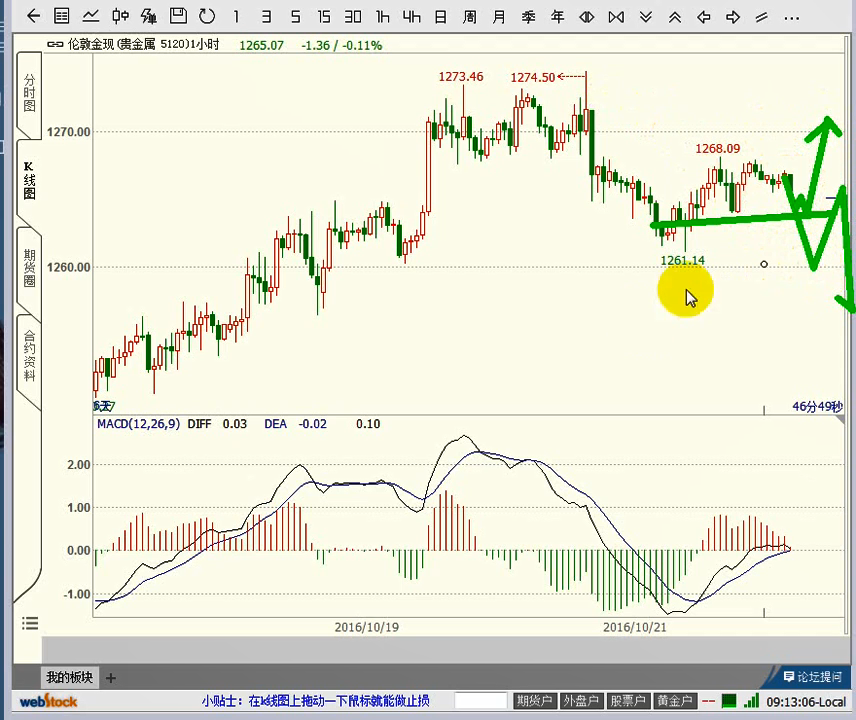 1 3 5 15 30 1h 4h 日 周 月 季 年 ...
伦敦金现(贵金属 5120)1小时 1265.07 -1.36 / -0.11%
分时图
K线图
期货圈
合约资料
1273.46
1274.50
1270.00
1268.09
1261.14
1260.00
46分49秒
MACD(12,26,9) DIFF 0.03 DEA -0.02 0.10
2.00
1.00
0.00
-1.00
2016/10/19 2016/10/21
我的板块 +
论坛提问
webStock 小贴士：在k线图上拖动一下鼠标就能做止损 期货户 外盘户 股票户 黄金户 -- 09:13:06-Local